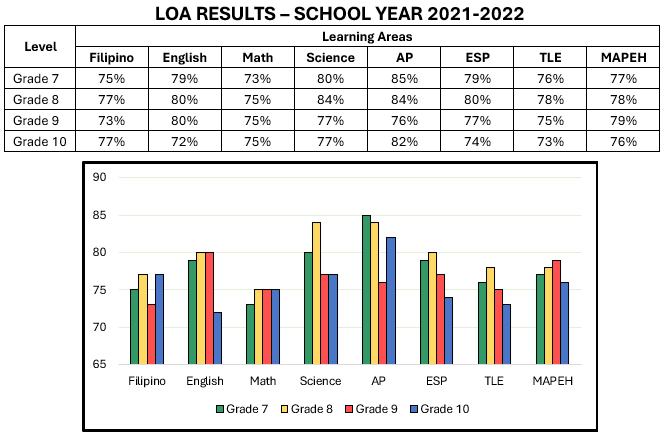 LOA RESULTS – SCHOOL YEAR 2021-2022
Level Learning Areas
Filipino English Math Science AP ESP TLE MAPEH
Grade 7 75% 79% 73% 80% 85% 79% 76% 77%
Grade 8 77% 80% 75% 84% 84% 80% 78% 78%
Grade 9 73% 80% 75% 77% 76% 77% 75% 79%
Grade 10 77% 72% 75% 77% 82% 74% 73% 76%
90
85
80
75
70
65
Filipino English Math Science AP ESP TLE MAPEH
Grade 7 Grade 8 Grade 9 Grade 10